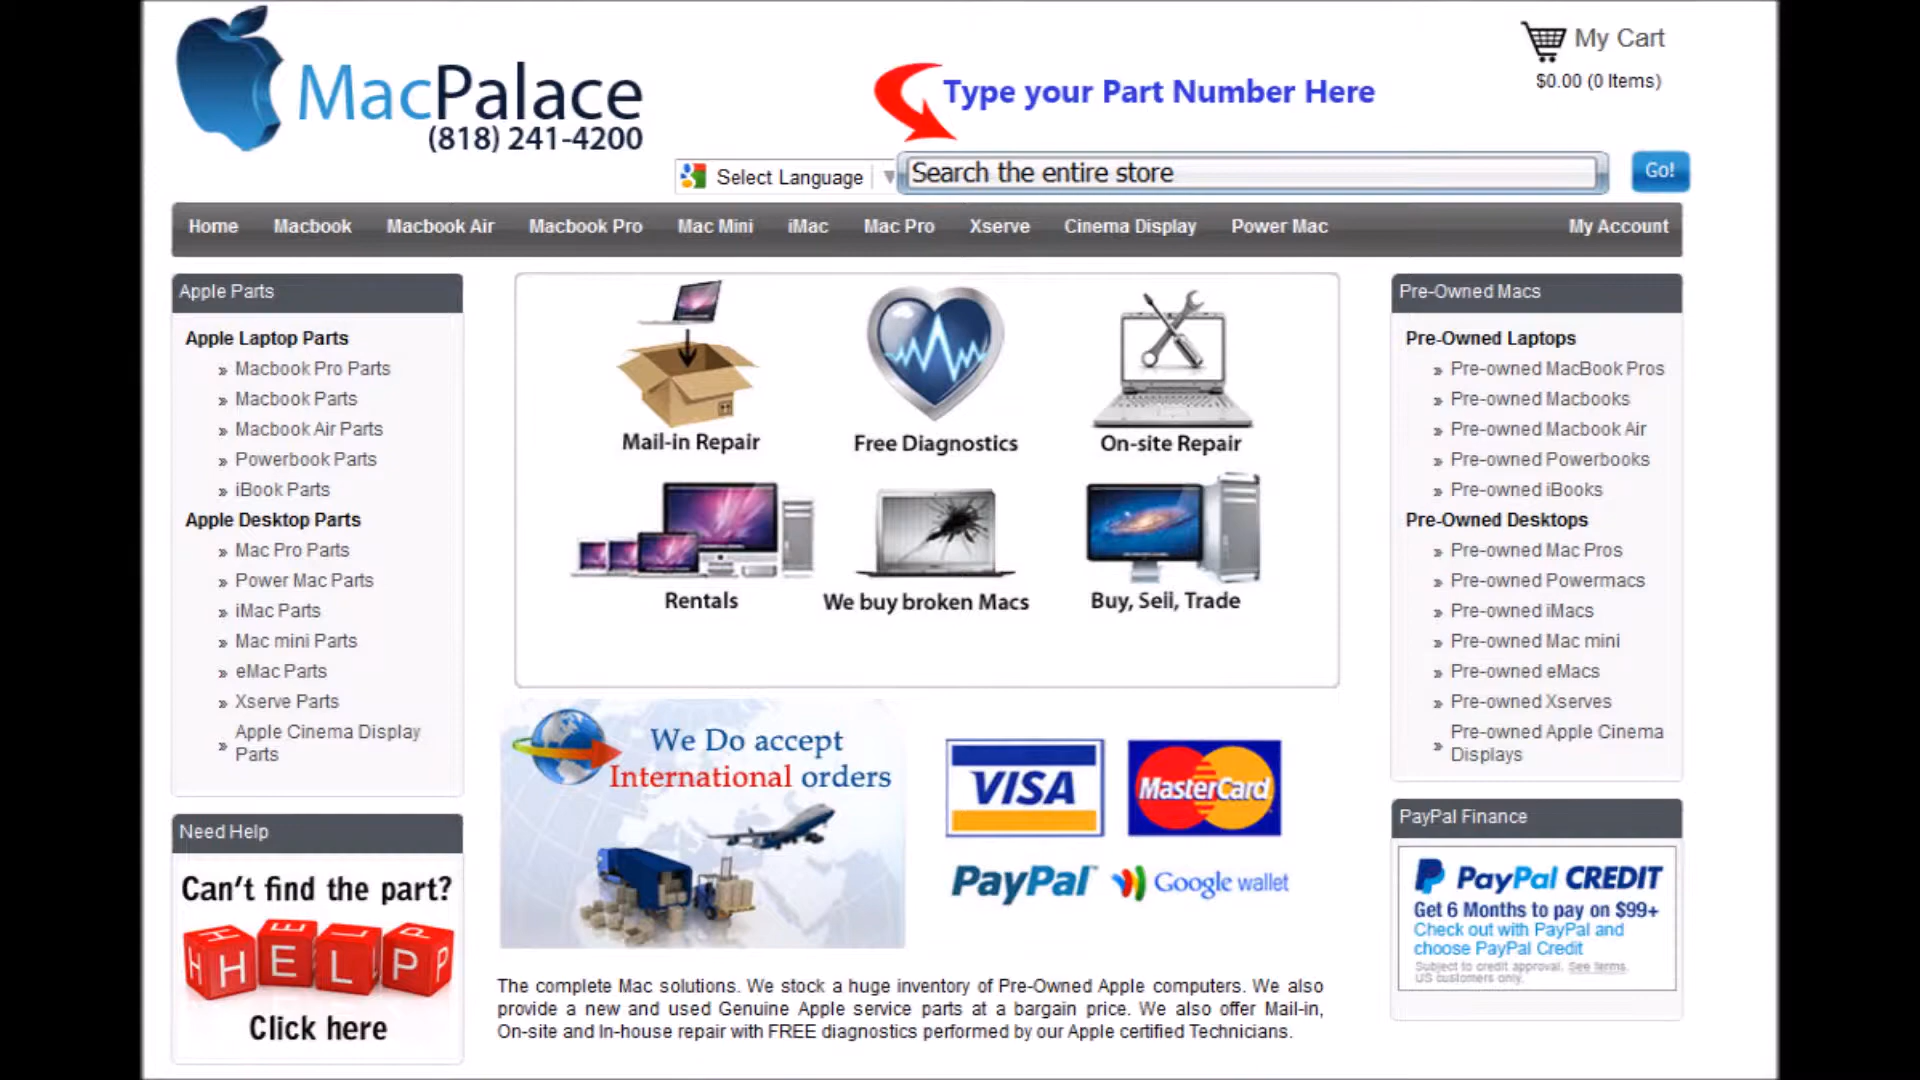 MacPalace
(818) 241-4200
Type your Part Number Here
My Cart
$0.00 (0 Items)
Select Language
Search the entire store
Go!
Home Macbook Macbook Air Macbook Pro Mac Mini iMac Mac Pro Xserve Cinema Display Power Mac My Account
Apple Parts
Apple Laptop Parts
» Macbook Pro Parts
» Macbook Parts
» Macbook Air Parts
» Powerbook Parts
» iBook Parts
Apple Desktop Parts
» Mac Pro Parts
» Power Mac Parts
» iMac Parts
» Mac mini Parts
» eMac Parts
» Xserve Parts
» Apple Cinema Display
Parts
Need Help
Can't find the part?
HELP
Click here
Mail-in Repair
Free Diagnostics
On-site Repair
Rentals
We buy broken Macs
Buy, Sell, Trade
We Do accept
International orders
VISA
MasterCard
PayPal
Google wallet
The complete Mac solutions. We stock a huge inventory of Pre-Owned Apple computers. We also
provide a new and used Genuine Apple service parts at a bargain price. We also offer Mail-in,
On-site and In-house repair with FREE diagnostics performed by our Apple certified Technicians.
Pre-Owned Macs
Pre-Owned Laptops
» Pre-owned MacBook Pros
» Pre-owned Macbooks
» Pre-owned Macbook Air
» Pre-owned Powerbooks
» Pre-owned iBooks
Pre-Owned Desktops
» Pre-owned Mac Pros
» Pre-owned Powermacs
» Pre-owned iMacs
» Pre-owned Mac mini
» Pre-owned eMacs
» Pre-owned Xserves
» Pre-owned Apple Cinema
Displays
PayPal Finance
PayPal CREDIT
Get 6 Months to pay on $99+
Check out with PayPal and
choose PayPal Credit
Subject to credit approval. See terms.
US customers only.